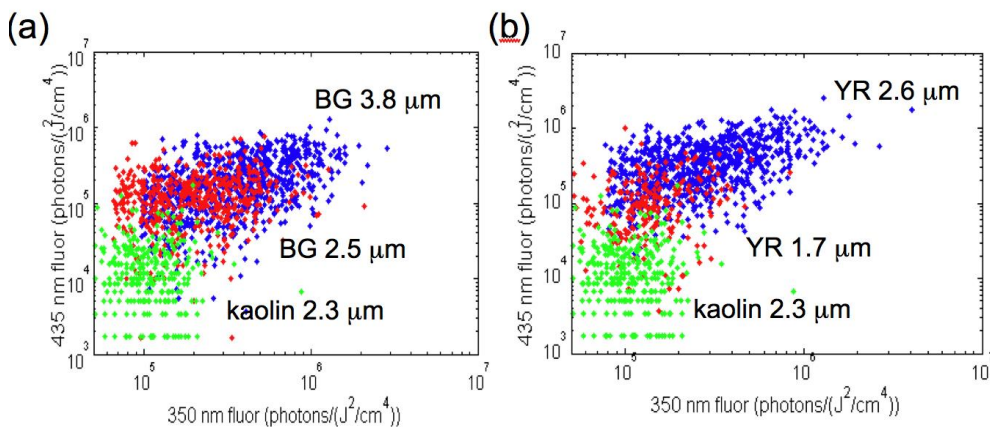 (a)
10^7
10^6
10^5
10^4
10^3
435 nm fluor (photons/(J^2/cm^4))
BG 3.8 μm
BG 2.5 μm
kaolin 2.3 μm
10^5
10^6
10^7
350 nm fluor (photons/(J^2/cm^4))
(b)
10^7
10^6
10^5
10^4
10^3
435 nm fluor (photons/(J^2/cm^4))
YR 2.6 μm
YR 1.7 μm
kaolin 2.3 μm
10^5
10^6
10^7
350 nm fluor (photons/(J^2/cm^4))